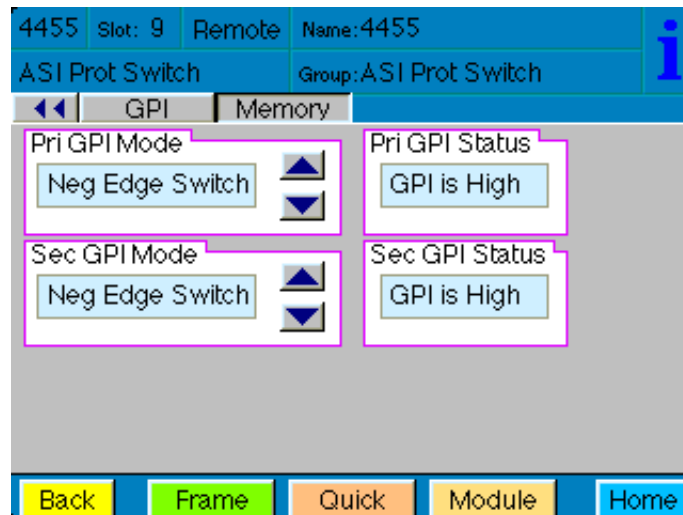 4455 Slot: 9 Remote Name:4455
ASI Prot Switch Group:ASI Prot Switch
GPI Memory
Pri GPI Mode Pri GPI Status
Neg Edge Switch GPI is High
Sec GPI Mode Sec GPI Status
Neg Edge Switch GPI is High
Back Frame Quick Module Home